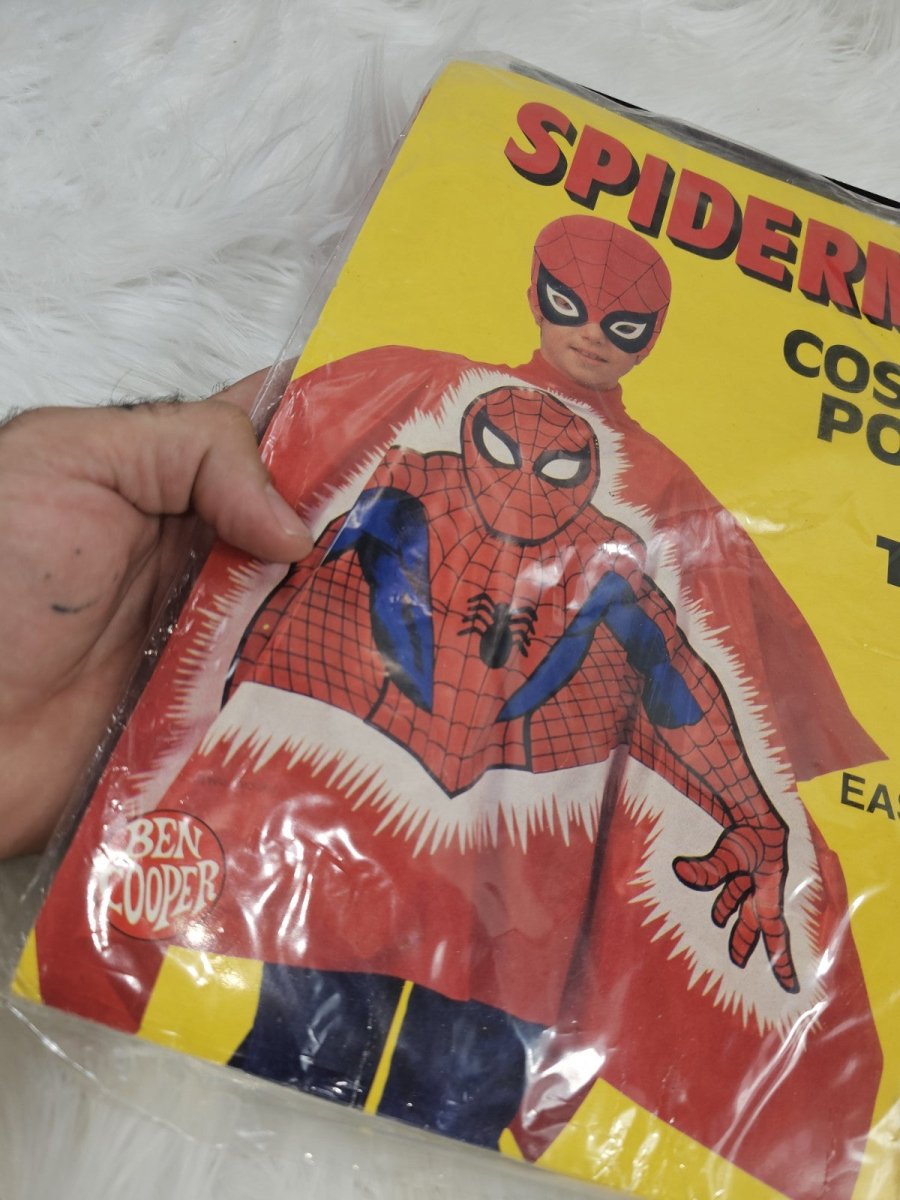 SPIDERM
COS
PO
T
EAS
BEN
COOPER